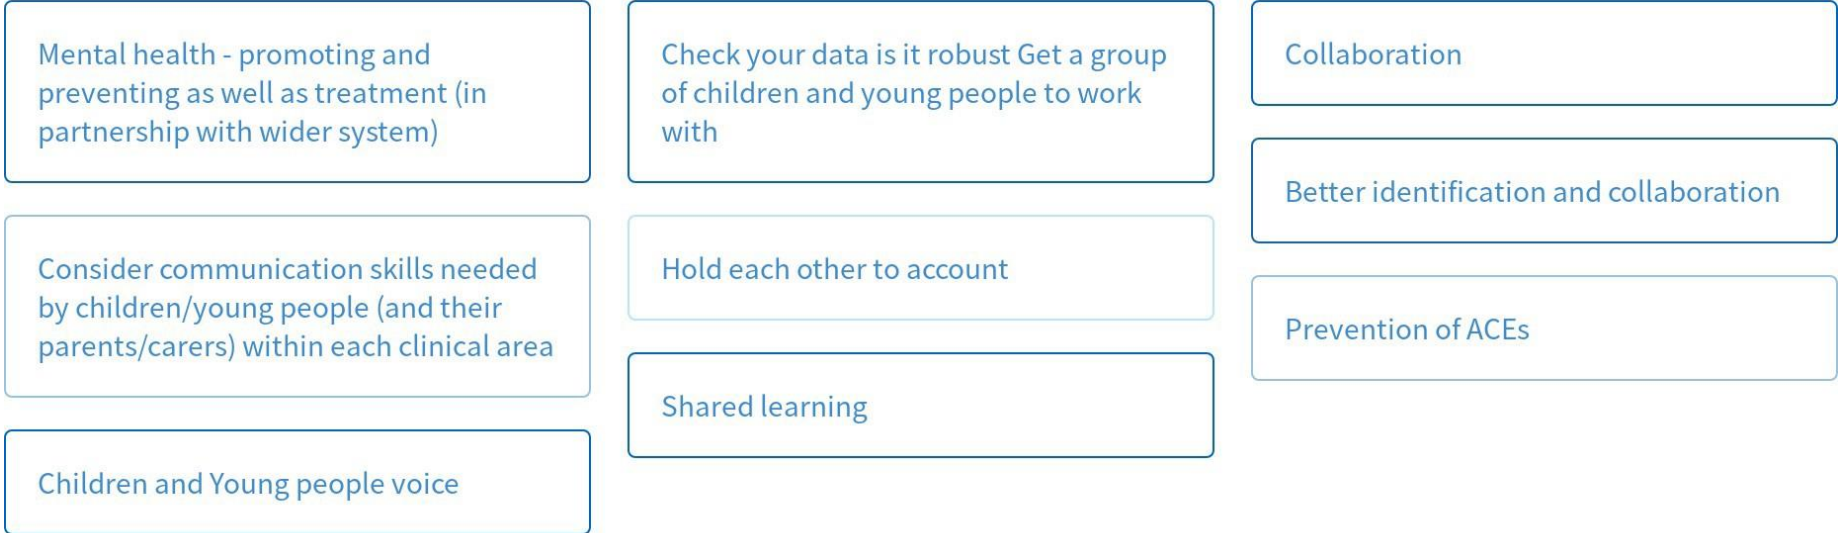 Mental health - promoting and
preventing as well as treatment (in
partnership with wider system)
Consider communication skills needed
by children/young people (and their
parents/carers) within each clinical area
Children and Young people voice
Check your data is it robust Get a group
of children and young people to work
with
Hold each other to account
Shared learning
Collaboration
Better identification and collaboration
Prevention of ACEs